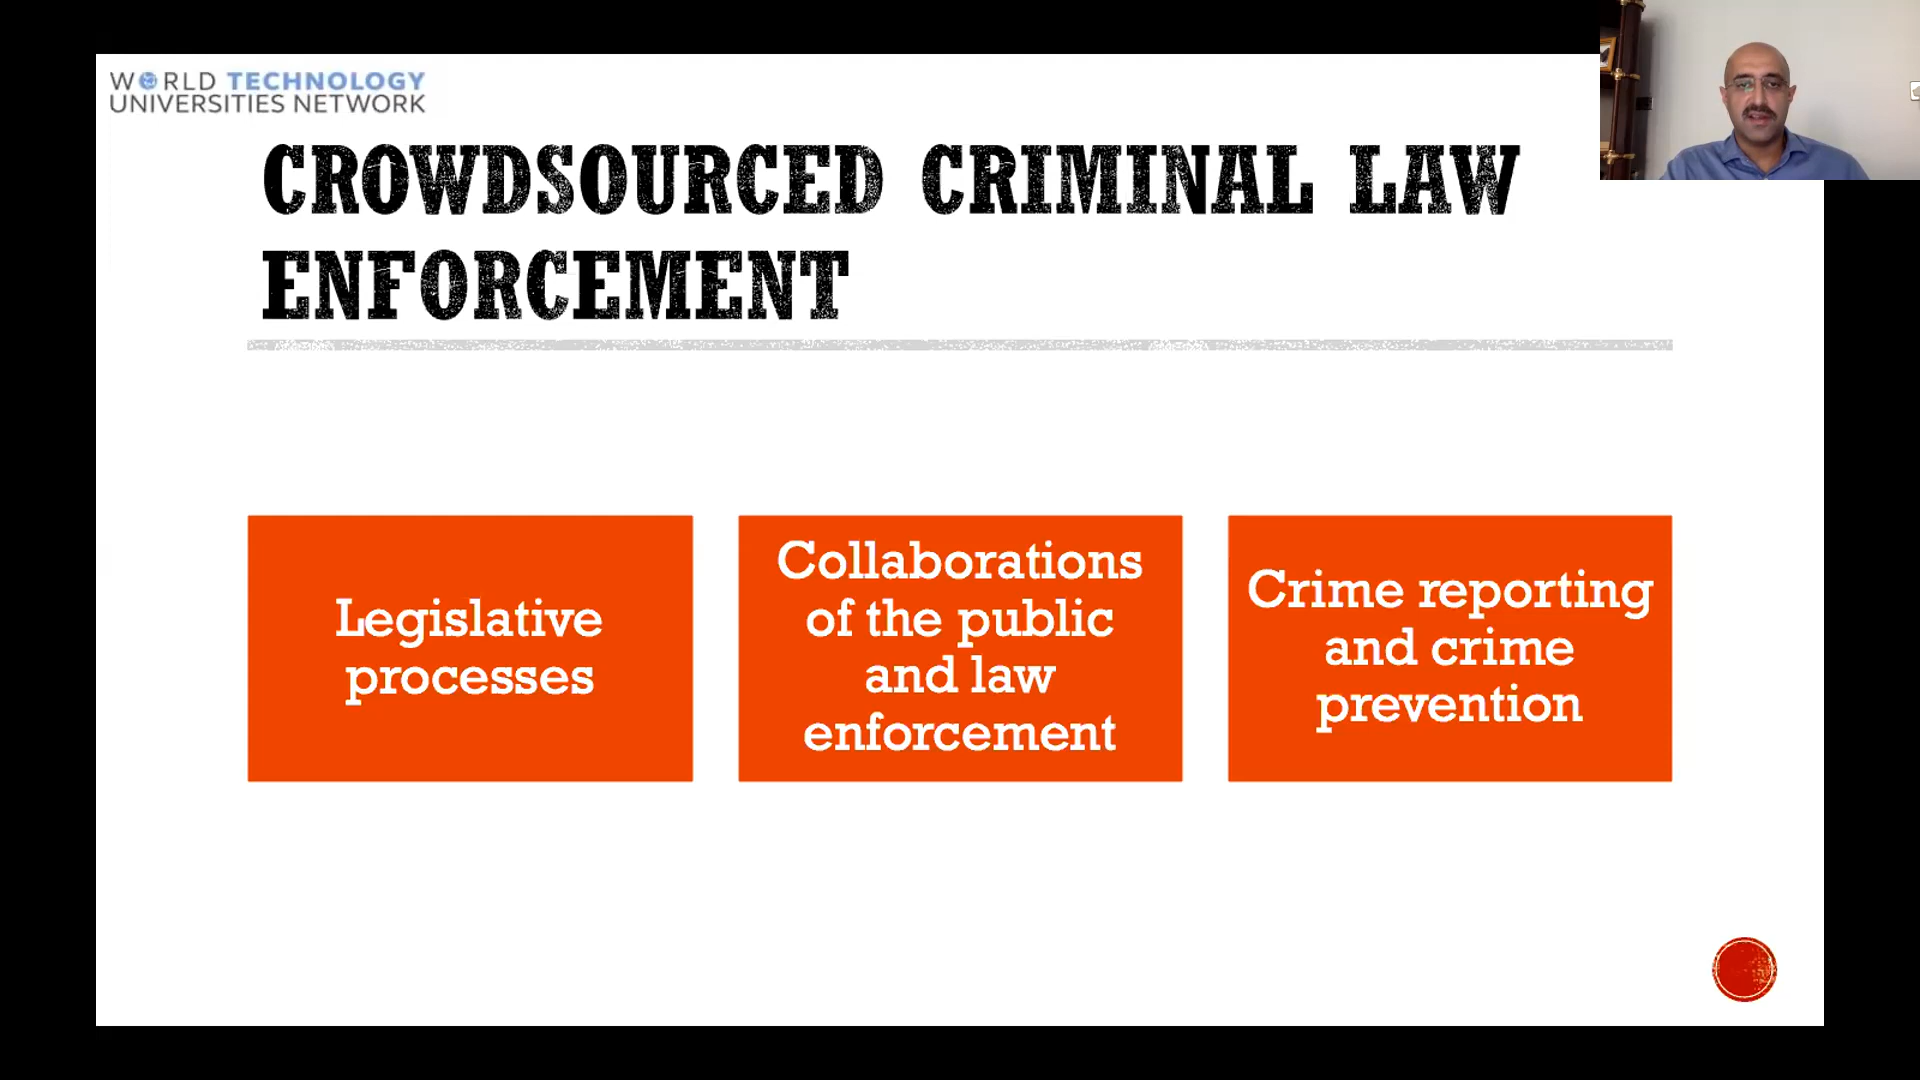 WORLD TECHNOLOGY
UNIVERSITIES NETWORK
CROWDSOURCED CRIMINAL LAW
ENFORCEMENT
Legislative
processes
Collaborations
of the public
and law
enforcement
Crime reporting
and crime
prevention